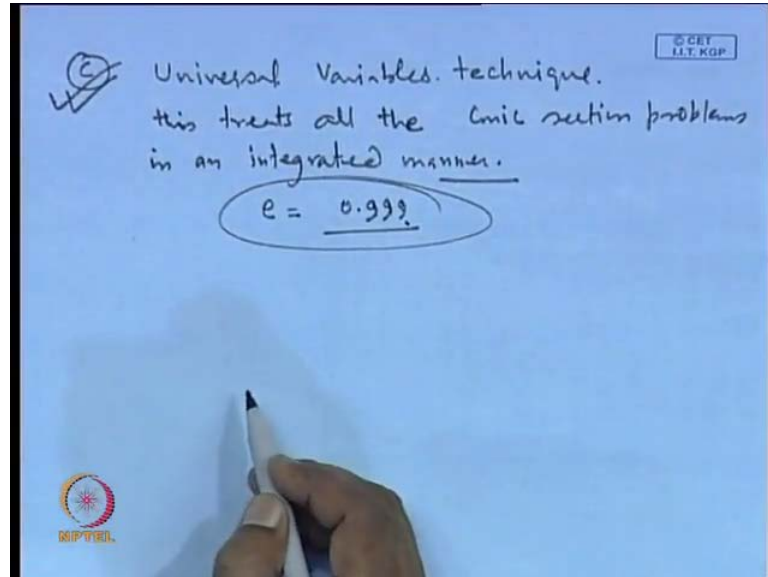 © CET
I.I.T. KGP
C Universal Variables. technique.
this treats all the Conic section problems
in an integrated manner.
e = 0.999
NPTEL